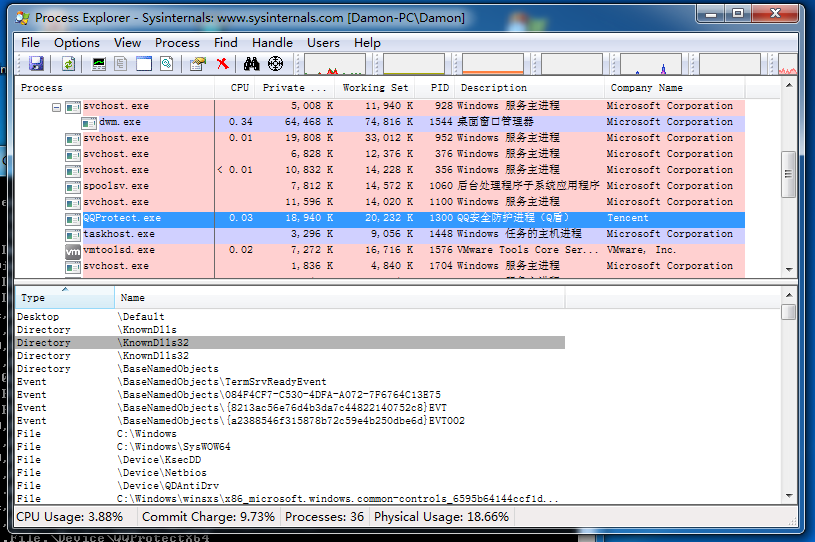 Process Explorer - Sysinternals: www.sysinternals.com [Damon-PC\Damon]
File Options View Process Find Handle Users Help
Process CPU Private ... Working Set PID Description Company Name
svchost.exe 5,008 K 11,940 K 928 Windows 服务主进程 Microsoft Corporation
dwm.exe 0.34 64,468 K 74,816 K 1544 桌面窗口管理器 Microsoft Corporation
svchost.exe 0.01 19,808 K 33,012 K 952 Windows 服务主进程 Microsoft Corporation
svchost.exe 6,828 K 12,376 K 376 Windows 服务主进程 Microsoft Corporation
svchost.exe < 0.01 10,832 K 14,228 K 356 Windows 服务主进程 Microsoft Corporation
spoolsv.exe 7,812 K 14,572 K 1060 后台处理程序子系统应用程序 Microsoft Corporation
svchost.exe 11,596 K 14,020 K 1100 Windows 服务主进程 Microsoft Corporation
QQProtect.exe 0.03 18,940 K 20,232 K 1300 QQ安全防护进程（Q盾） Tencent
taskhost.exe 3,296 K 9,056 K 1448 Windows 任务的主机进程 Microsoft Corporation
vm vmtoolsd.exe 0.02 7,272 K 16,716 K 1576 VMware Tools Core Ser... VMware, Inc.
svchost.exe 1,836 K 4,840 K 1704 Windows 服务主进程 Microsoft Corporation
Type Name
Desktop \Default
Directory \KnownDlls
Directory \KnownDlls32
Directory \KnownDlls32
Directory \BaseNamedObjects
Event \BaseNamedObjects\TermSrvReadyEvent
Event \BaseNamedObjects\084F4CF7-C530-4DFA-A072-7F6764C13E75
Event \BaseNamedObjects\{8213ac56e76d4b3da7c44822140752c8}EVT
Event \BaseNamedObjects\{a2388546f315878b72c59e4b250dbe6d}EVT002
File C:\Windows
File C:\Windows\SysWOW64
File \Device\KsecDD
File \Device\Netbios
File \Device\QDAntiDrv
File C:\Windows\winsxs\x86_microsoft.windows.common-controls_6595b64144ccf1d...
CPU Usage: 3.88% Commit Charge: 9.73% Processes: 36 Physical Usage: 18.66%
.File.\Device\QQProtectX64